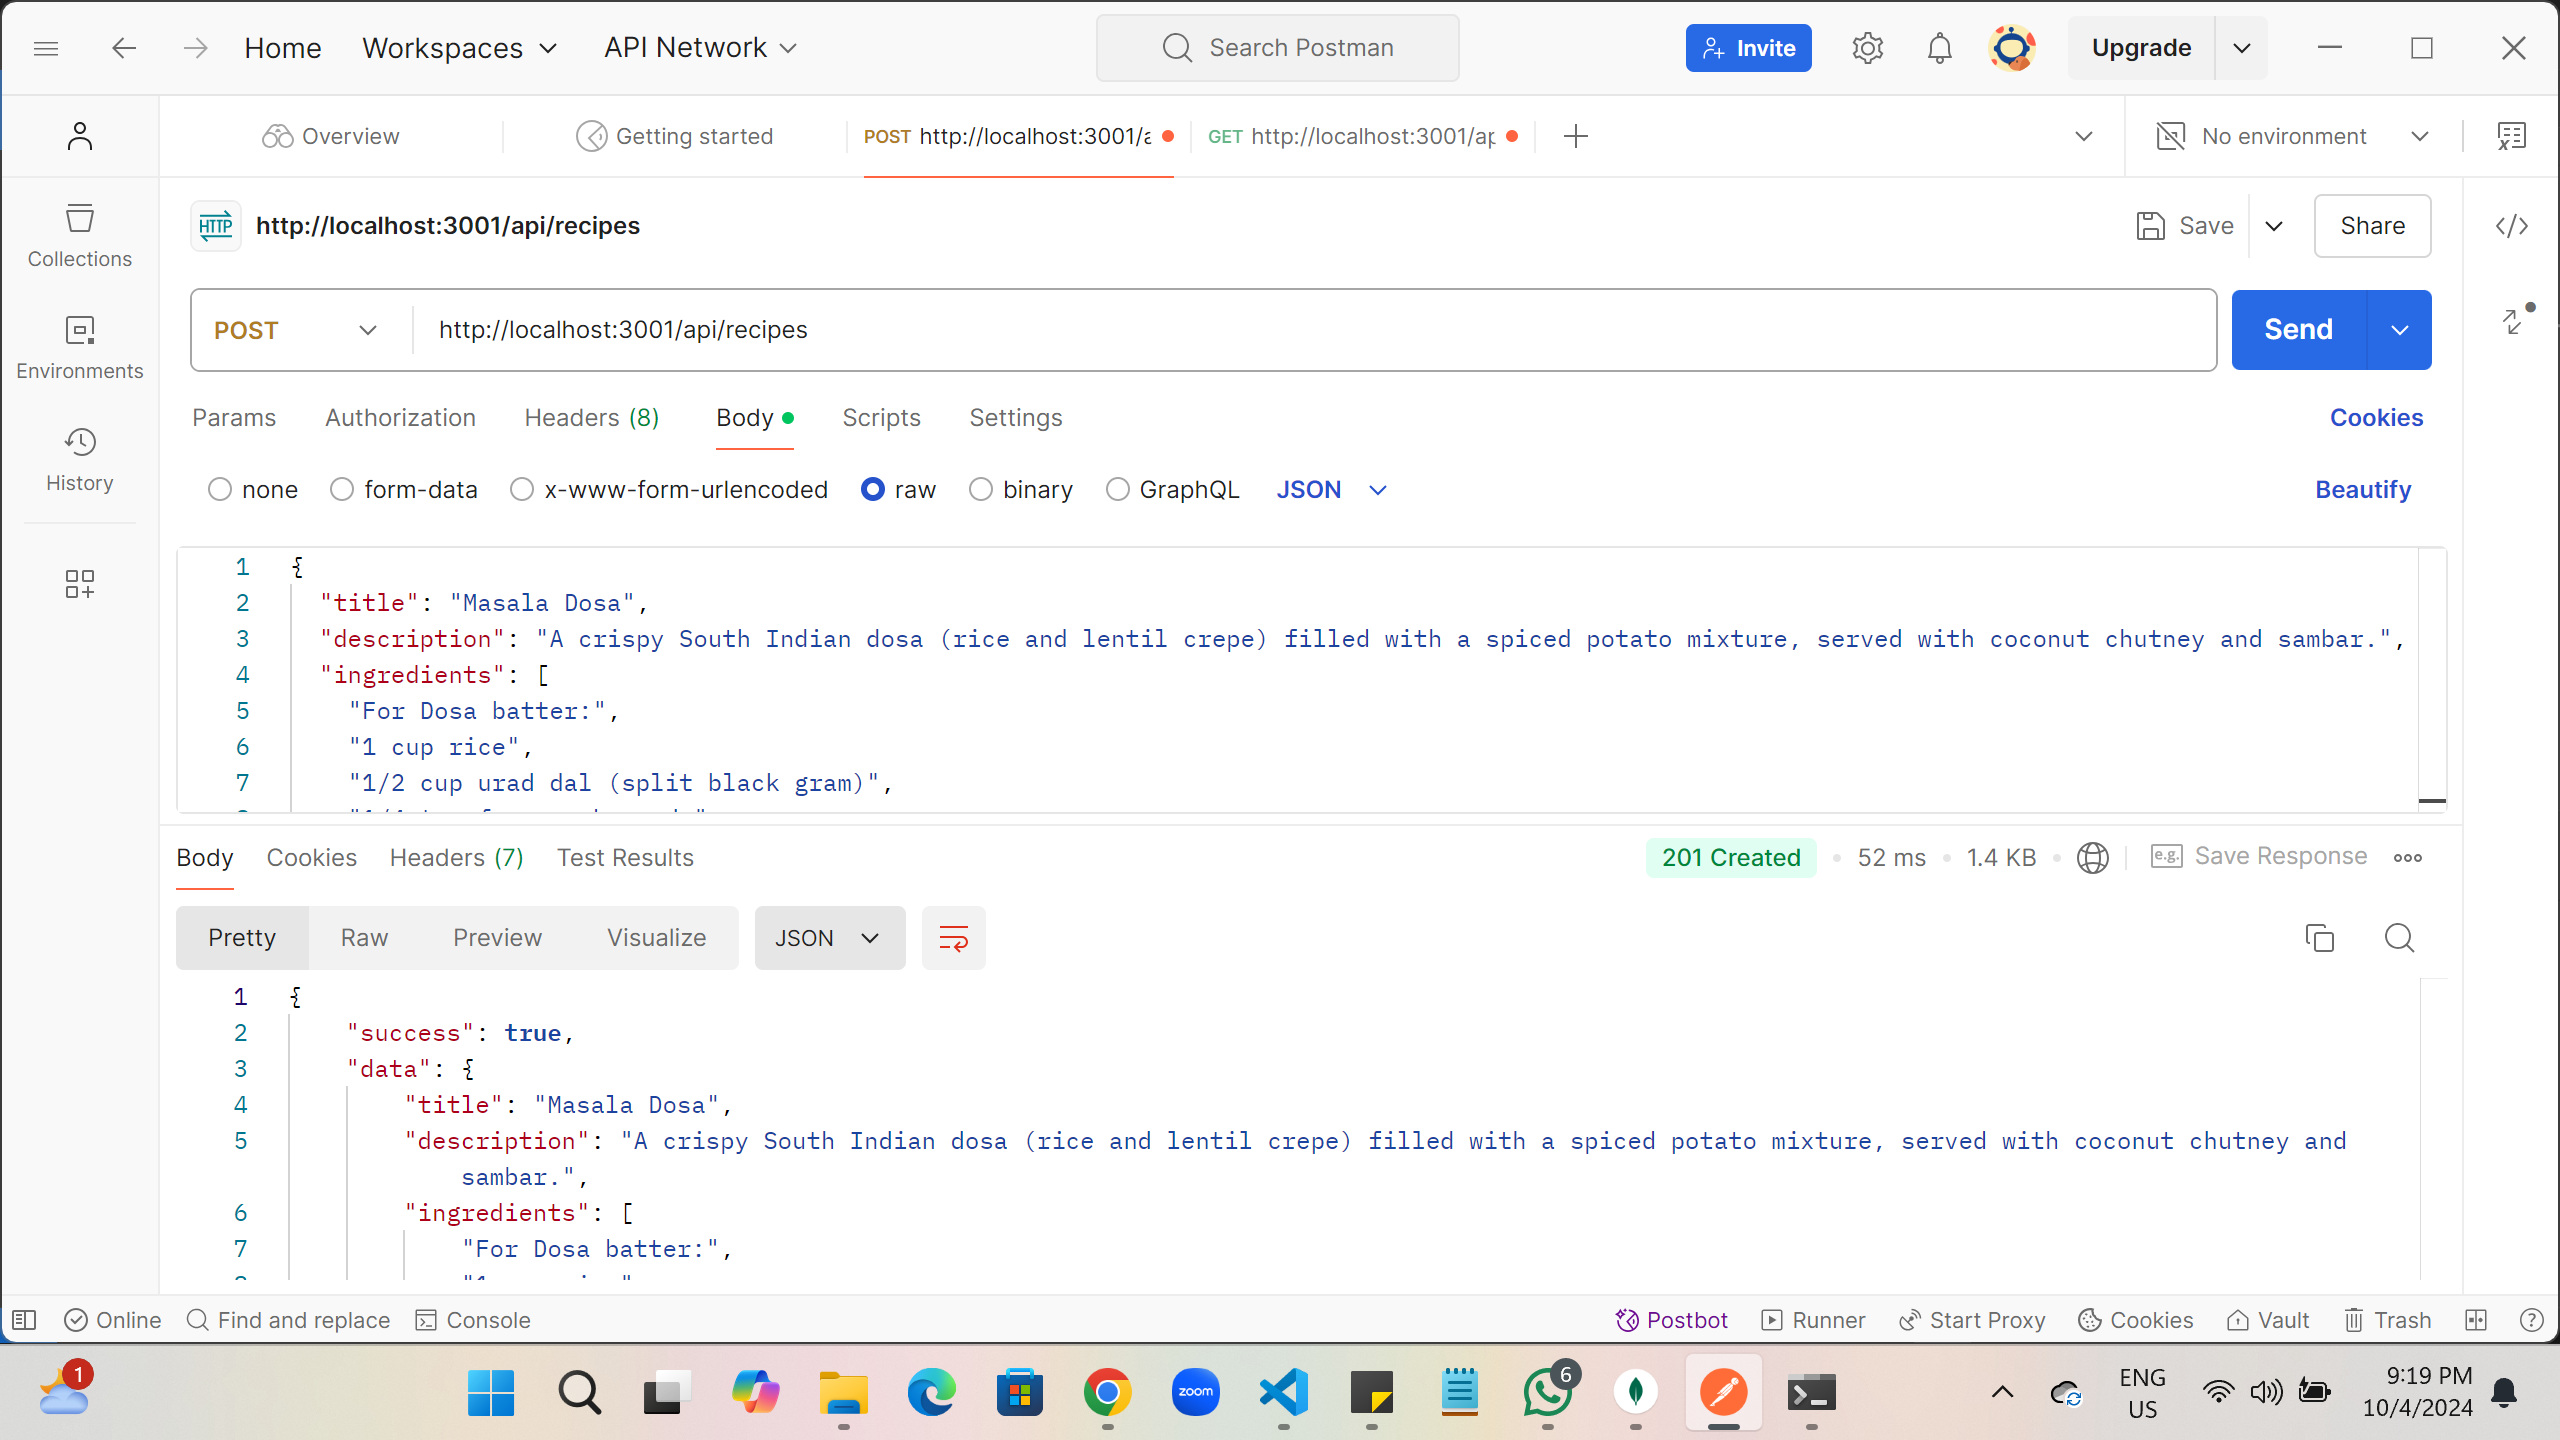 Home Workspaces API Network Search Postman Invite Upgrade
Overview Getting started POST http://localhost:3001/a GET http://localhost:3001/ap No environment
HTTP http://localhost:3001/api/recipes Save Share
Collections
POST http://localhost:3001/api/recipes Send
Environments
Params Authorization Headers (8) Body Scripts Settings Cookies
History
none form-data x-www-form-urlencoded raw binary GraphQL JSON Beautify
1 {
2 "title": "Masala Dosa",
3 "description": "A crispy South Indian dosa (rice and lentil crepe) filled with a spiced potato mixture, served with coconut chutney and sambar.",
4 "ingredients": [
5 "For Dosa batter:",
6 "1 cup rice",
7 "1/2 cup urad dal (split black gram)",
Body Cookies Headers (7) Test Results 201 Created 52 ms 1.4 KB e.g. Save Response
Pretty Raw Preview Visualize JSON
1 {
2 "success": true,
3 "data": {
4 "title": "Masala Dosa",
5 "description": "A crispy South Indian dosa (rice and lentil crepe) filled with a spiced potato mixture, served with coconut chutney and
sambar.",
6 "ingredients": [
7 "For Dosa batter:",
Online Find and replace Console Postbot Runner Start Proxy Cookies Vault Trash
1 zoom 6 ENG 9:19 PM
US 10/4/2024